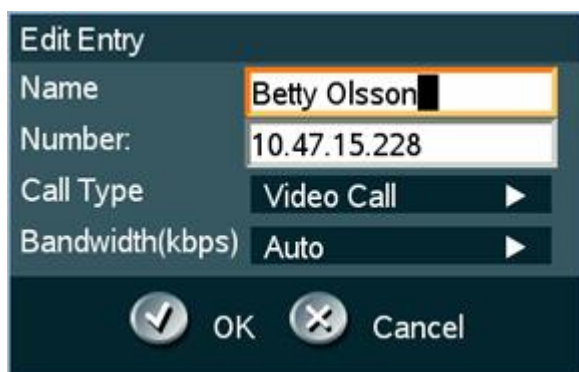 Edit Entry
Name Betty Olsson
Number: 10.47.15.228
Call Type Video Call
Bandwidth(kbps) Auto
OK Cancel